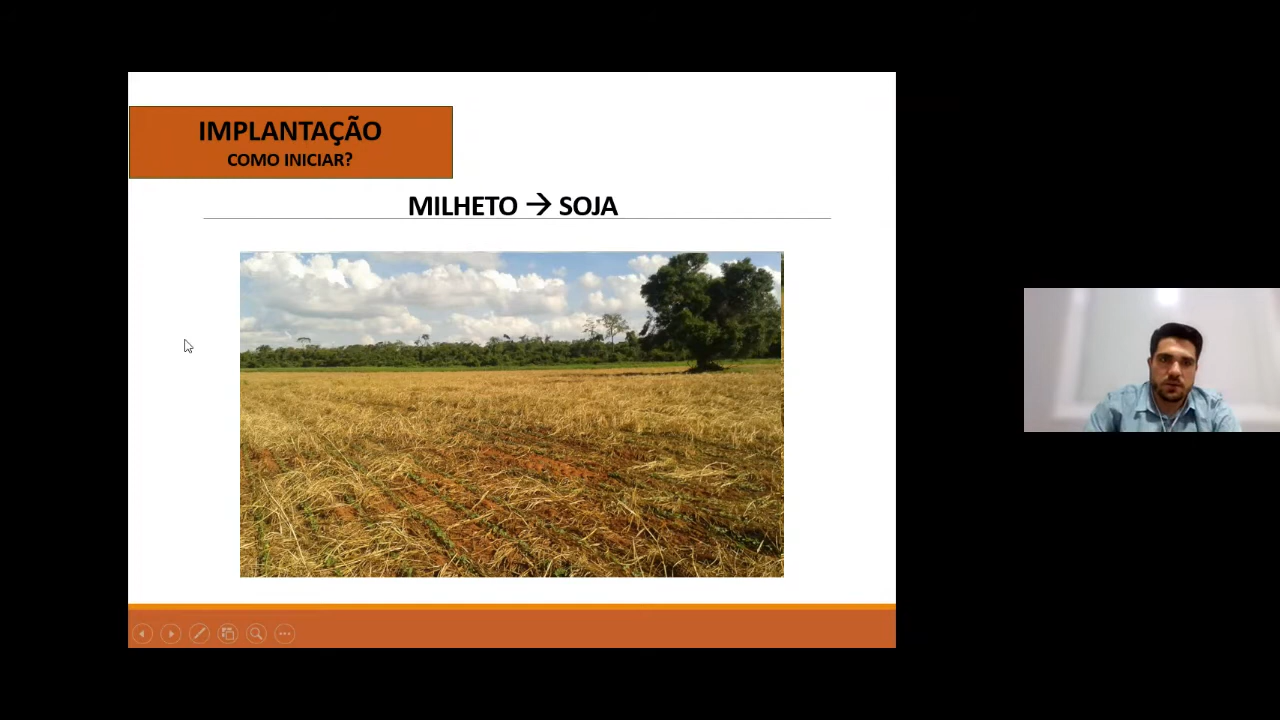 IMPLANTAÇÃO
COMO INICIAR?
MILHETO → SOJA